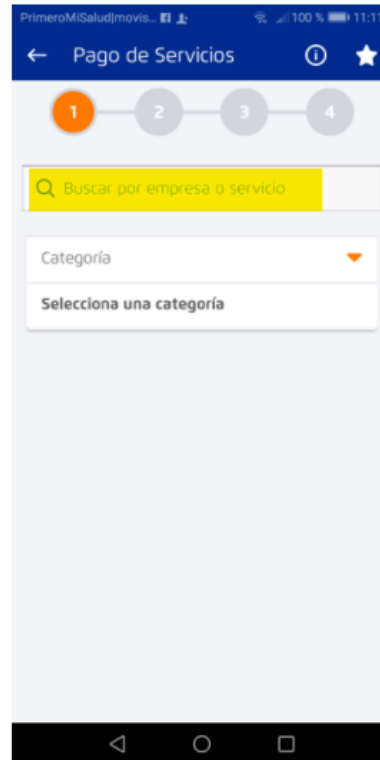 PrimeroMiSalud|movis... 100 % 11:11
Pago de Servicios
1 2 3 4
Buscar por empresa o servicio
Categoría
Selecciona una categoría